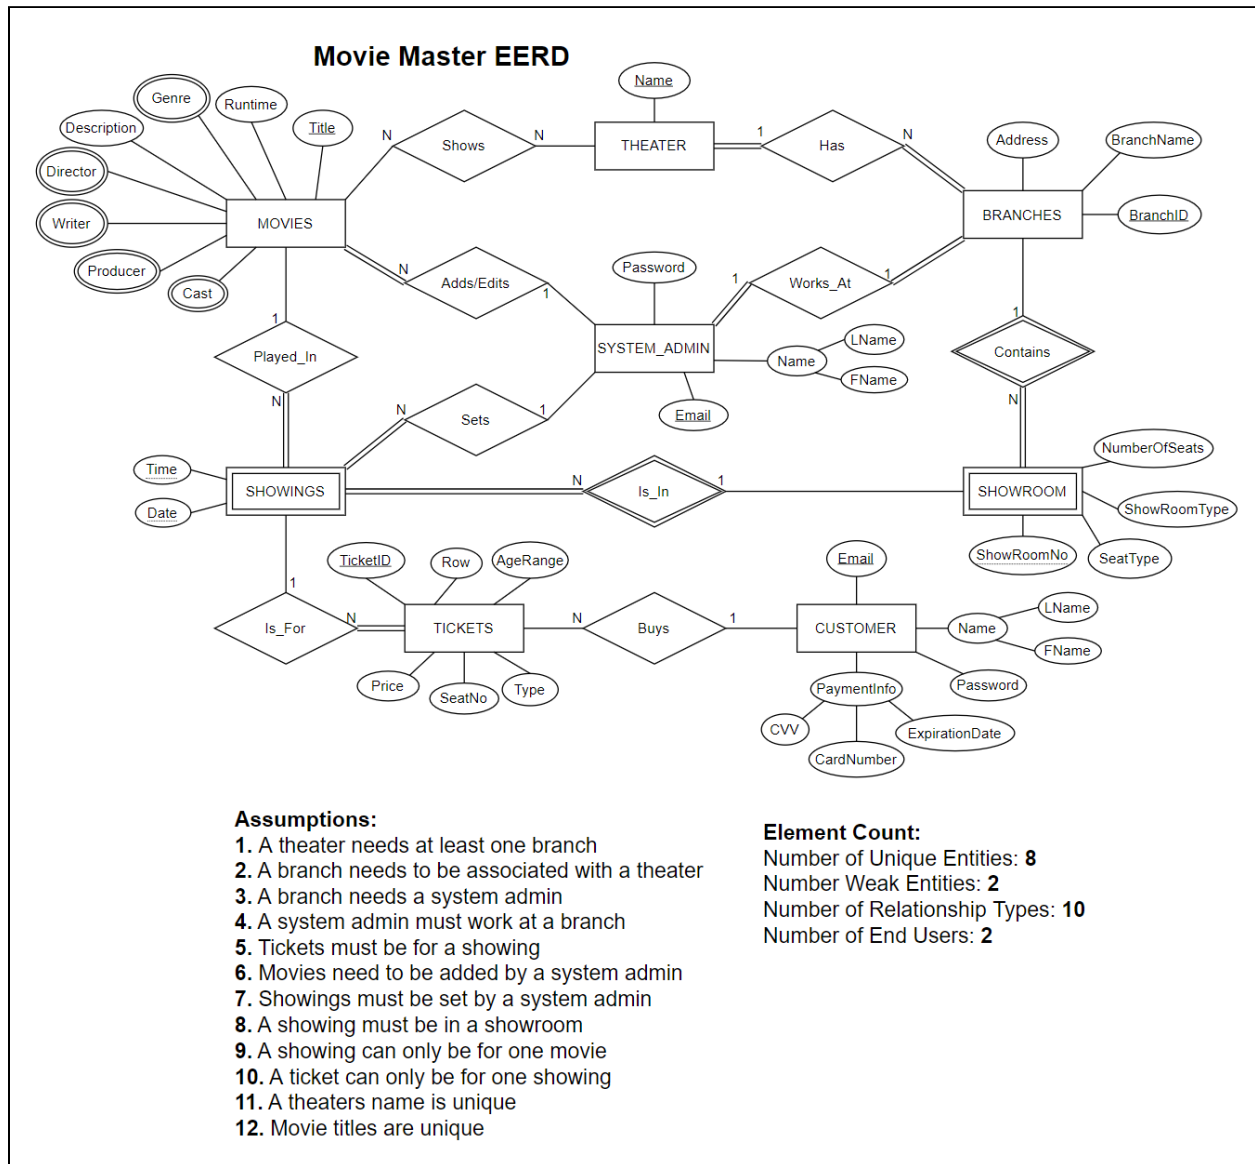 Movie Master EERD
Name
Genre
Runtime
Title
Description
Director
Writer
Producer
Cast
MOVIES
N
Shows
N
THEATER
1
Has
N
Address
BranchName
BranchID
BRANCHES
N
Adds/Edits
1
Password
1
Works_At
1
SYSTEM_ADMIN
Name
LName
FName
Email
1
Played_In
N
N
Sets
1
1
Contains
N
Time
Date
SHOWINGS
N
Is_In
1
SHOWROOM
NumberOfSeats
ShowRoomType
SeatType
ShowRoomNo
1
Is_For
N
TicketID
Row
AgeRange
TICKETS
Price
SeatNo
Type
N
Buys
1
Email
CUSTOMER
Name
LName
FName
Password
PaymentInfo
CVV
CardNumber
ExpirationDate
Assumptions:
1. A theater needs at least one branch
2. A branch needs to be associated with a theater
3. A branch needs a system admin
4. A system admin must work at a branch
5. Tickets must be for a showing
6. Movies need to be added by a system admin
7. Showings must be set by a system admin
8. A showing must be in a showroom
9. A showing can only be for one movie
10. A ticket can only be for one showing
11. A theaters name is unique
12. Movie titles are unique
Element Count:
Number of Unique Entities: 8
Number Weak Entities: 2
Number of Relationship Types: 10
Number of End Users: 2